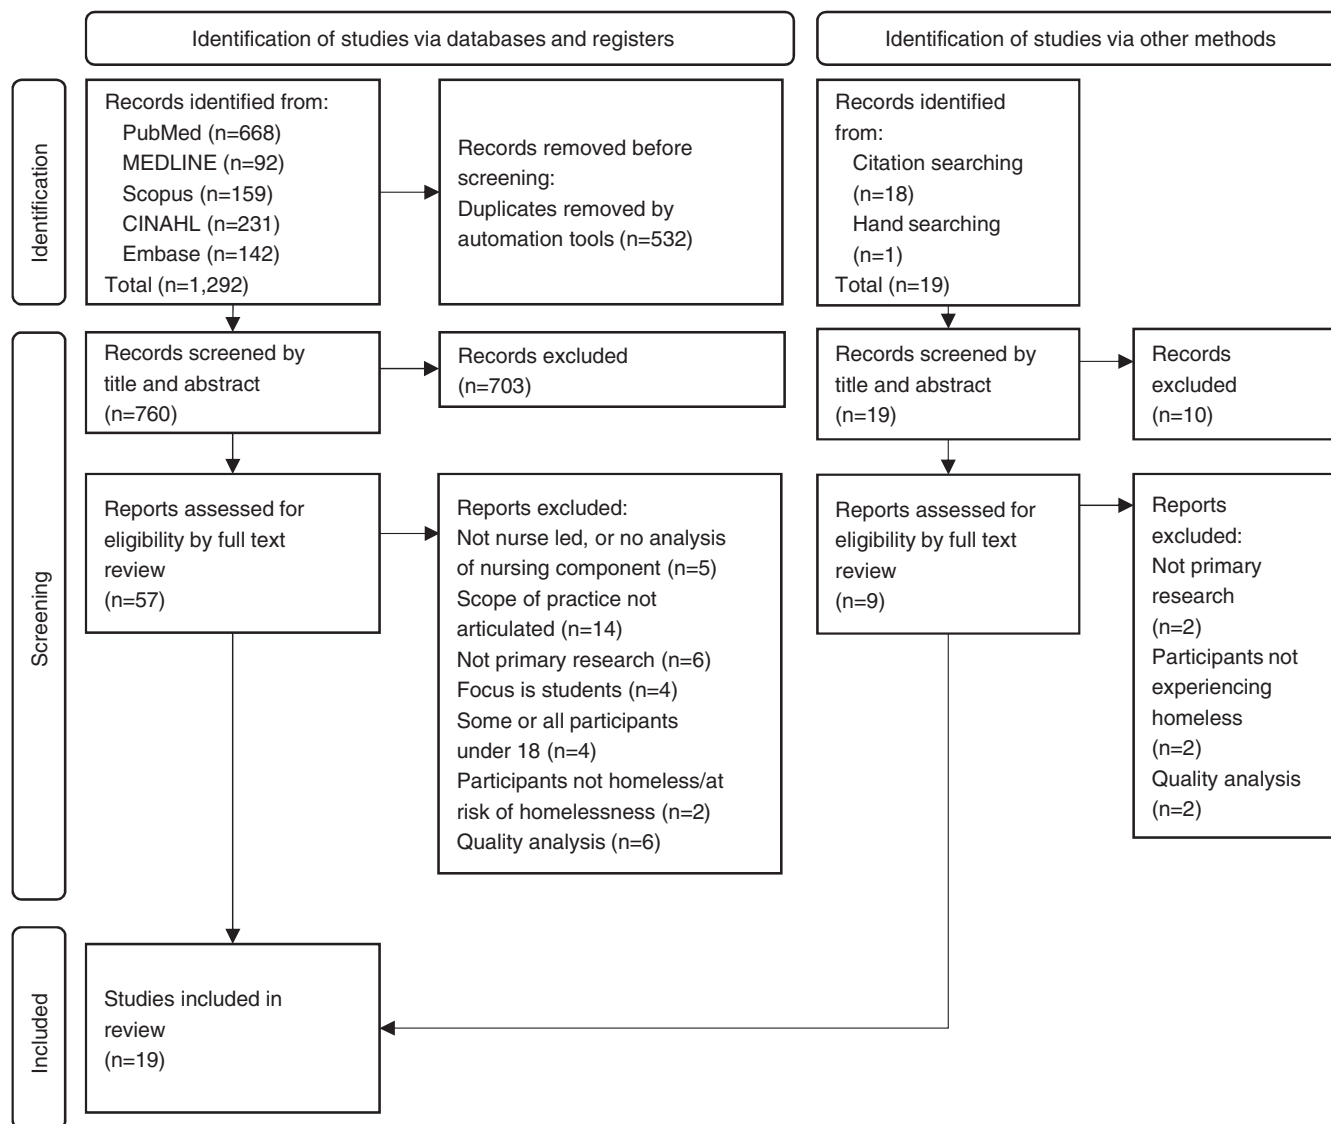 Identification of studies via databases and registers
Identification of studies via other methods
Identification
Records identified from:
PubMed (n=668)
MEDLINE (n=92)
Scopus (n=159)
CINAHL (n=231)
Embase (n=142)
Total (n=1,292)
Records removed before
screening:
Duplicates removed by
automation tools (n=532)
Records identified
from:
Citation searching
(n=18)
Hand searching
(n=1)
Total (n=19)
Screening
Records screened by
title and abstract
(n=760)
Records excluded
(n=703)
Records screened by
title and abstract
(n=19)
Records
excluded
(n=10)
Reports assessed for
eligibility by full text
review
(n=57)
Reports excluded:
Not nurse led, or no analysis
of nursing component (n=5)
Scope of practice not
articulated (n=14)
Not primary research (n=6)
Focus is students (n=4)
Some or all participants
under 18 (n=4)
Participants not homeless/at
risk of homelessness (n=2)
Quality analysis (n=6)
Reports assessed for
eligibility by full text
review
(n=9)
Reports
excluded:
Not primary
research
(n=2)
Participants not
experiencing
homeless
(n=2)
Quality analysis
(n=2)
Included
Studies included in
review
(n=19)